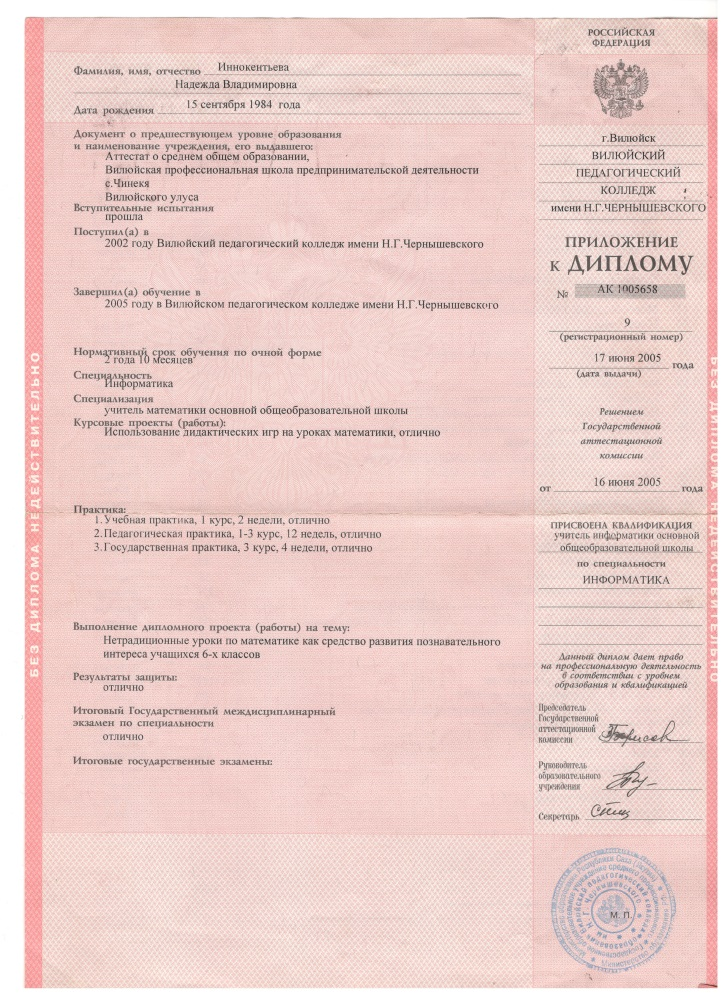 Фамилия, имя, отчество Иннокентьева
Надежда Владимировна
Дата рождения 15 сентября 1984 года
Документ о предшествующем уровне образования
и наименование учреждения, его выдавшего:
Аттестат о среднем общем образовании,
Вилюйская профессиональная школа предпринимательской деятельности
с.Чинекя
Вилюйского улуса
Вступительные испытания
прошла
Поступил(а) в
2002 году Вилюйский педагогический колледж имени Н.Г.Чернышевского
Завершил(а) обучение в
2005 году в Вилюйском педагогическом колледже имени Н.Г.Чернышевского
Нормативный срок обучения по очной форме
2 года 10 месяцев
Специальность
Информатика
Специализация
учитель математики основной общеобразовательной школы
Курсовые проекты (работы):
Использование дидактических игр на уроках математики, отлично
Практика:
1.Учебная практика, 1 курс, 2 недели, отлично
2.Педагогическая практика, 1-3 курс, 12 недель, отлично
3.Государственная практика, 3 курс, 4 недели, отлично
Выполнение дипломного проекта (работы) на тему:
Нетрадиционные уроки по математике как средство развития познавательного
интереса учащихся 6-х классов
Результаты защиты:
отлично
Итоговый Государственный междисциплинарный
экзамен по специальности
отлично
Итоговые государственные экзамены:
РОССИЙСКАЯ
ФЕДЕРАЦИЯ
г.Вилюйск
ВИЛЮЙСКИЙ
ПЕДАГОГИЧЕСКИЙ
КОЛЛЕДЖ
имени Н.Г.ЧЕРНЫШЕВСКОГО
ПРИЛОЖЕНИЕ
К ДИПЛОМУ
№ АК 1005658
9
(регистрационный номер)
17 июня 2005 года
(дата выдачи)
Решением
Государственной
аттестационной
комиссии
от 16 июня 2005 года
ПРИСВОЕНА КВАЛИФИКАЦИЯ
учитель информатики основной
общеобразовательной школы
по специальности
ИНФОРМАТИКА
Данный диплом дает право
на профессиональную деятельность
в соответствии с уровнем
образования и квалификацией
Председатель
Государственной
аттестационной
комиссии
Руководитель
образовательного
учреждения
Секретарь
М. П.
БЕЗ ДИПЛОМА НЕДЕЙСТВИТЕЛЬНО
БЕЗ ДИПЛОМА НЕДЕЙСТВИТЕЛЬНО